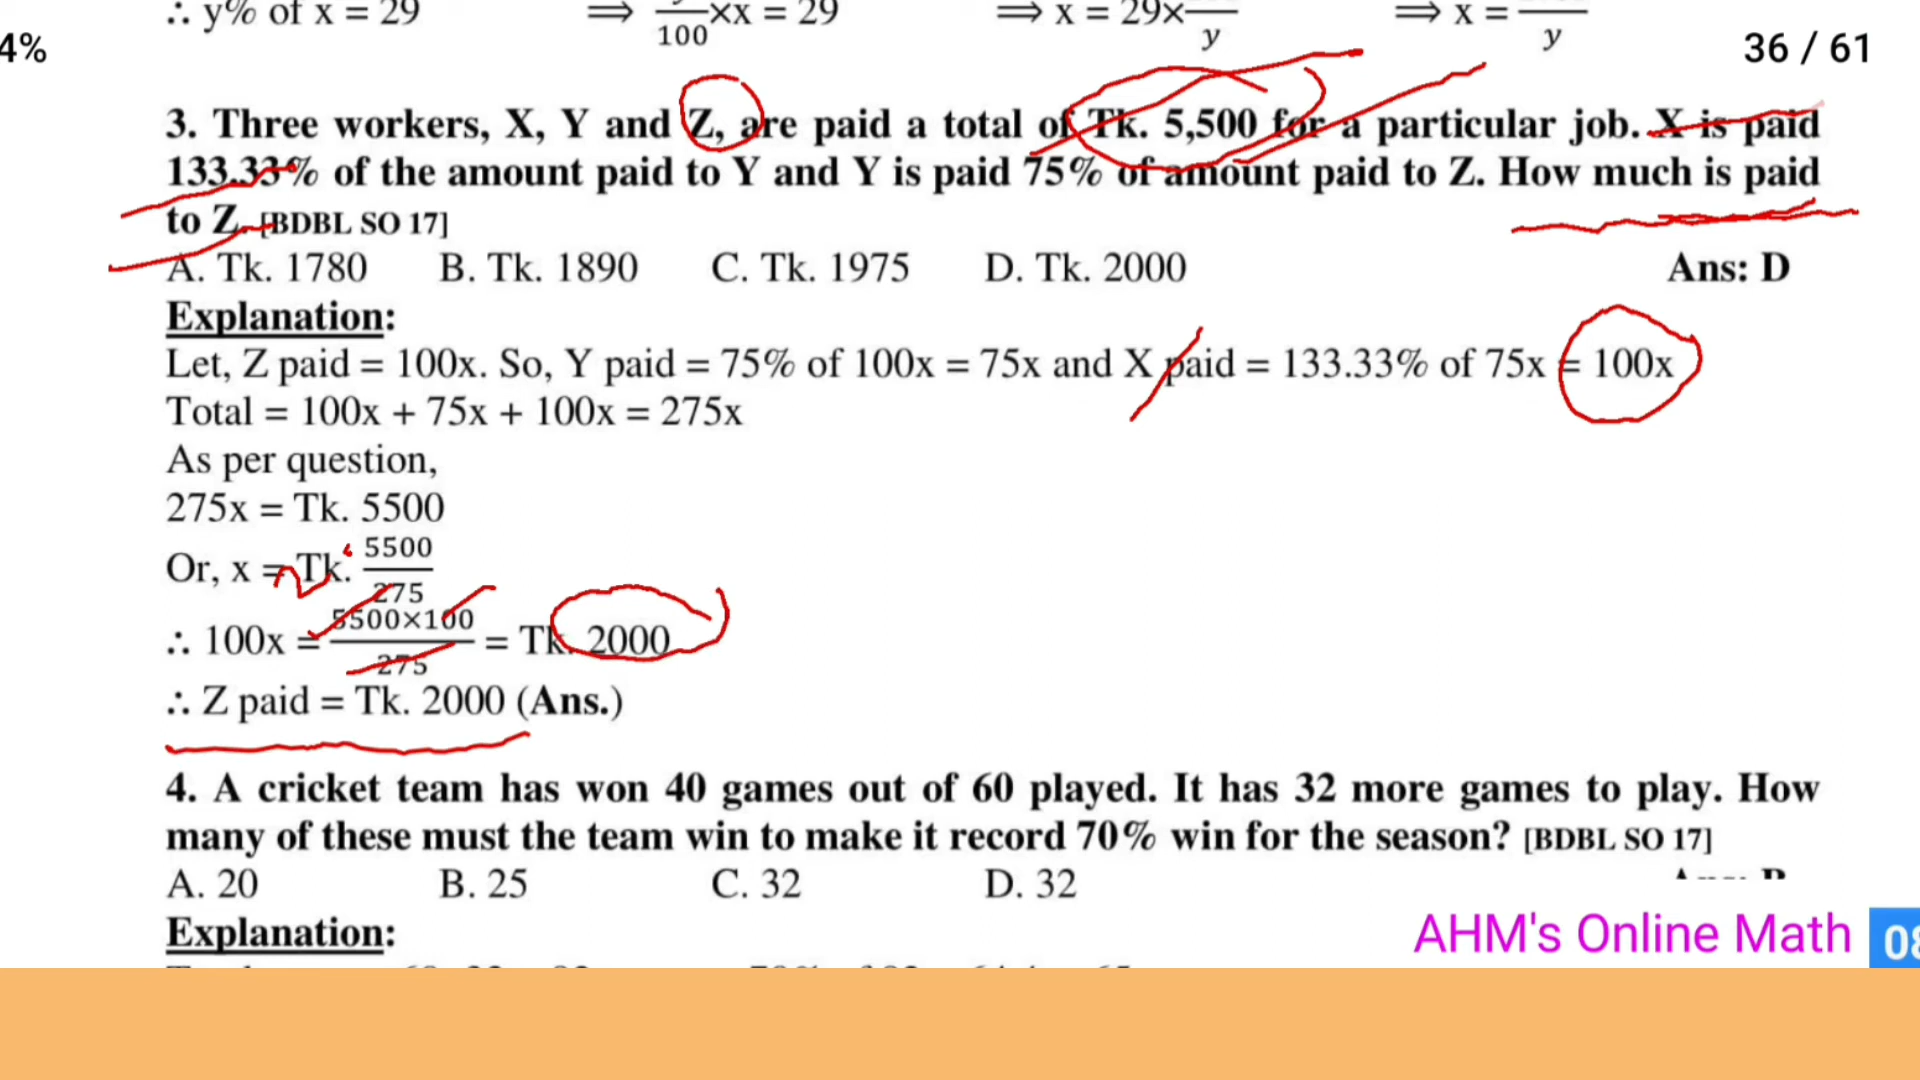 ∴ y% of x = 29 ⟹ /100 ×x = 29 ⟹ x = 29× /y ⟹ x = /y
4%
36 / 61
3. Three workers, X, Y and Z, are paid a total of Tk. 5,500 for a particular job. X is paid
133.33% of the amount paid to Y and Y is paid 75% of amount paid to Z. How much is paid
to Z. [BDBL SO 17]
A. Tk. 1780 B. Tk. 1890 C. Tk. 1975 D. Tk. 2000 Ans: D
Explanation:
Let, Z paid = 100x. So, Y paid = 75% of 100x = 75x and X paid = 133.33% of 75x = 100x
Total = 100x + 75x + 100x = 275x
As per question,
275x = Tk. 5500
Or, x = Tk. 5500/275
∴ 100x = 5500×100/275 = Tk. 2000
∴ Z paid = Tk. 2000 (Ans.)
4. A cricket team has won 40 games out of 60 played. It has 32 more games to play. How
many of these must the team win to make it record 70% win for the season? [BDBL SO 17]
A. 20 B. 25 C. 32 D. 32
Explanation:
AHM's Online Math
08